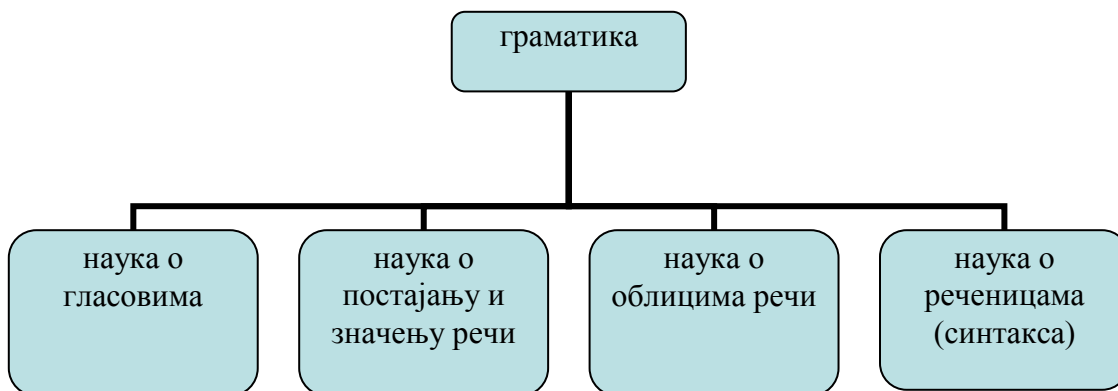 граматика
наука о
гласовима
наука о
постајању и
значењу речи
наука о
облицима речи
наука о
реченицама
(синтакса)